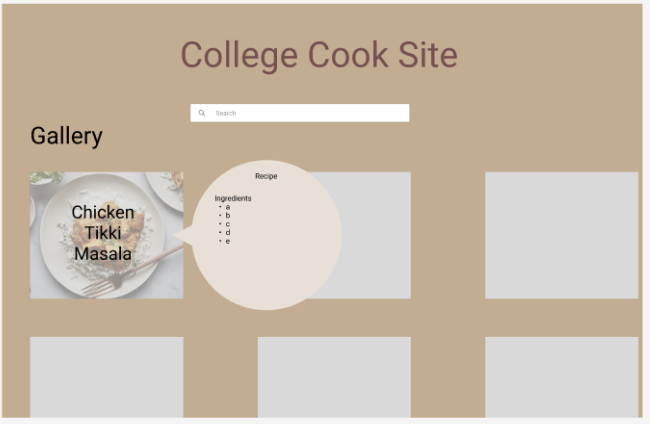 College Cook Site
Search
Gallery
Chicken
Tikki
Masala
Recipe
Ingredients
• a
• b
• c
• d
• e